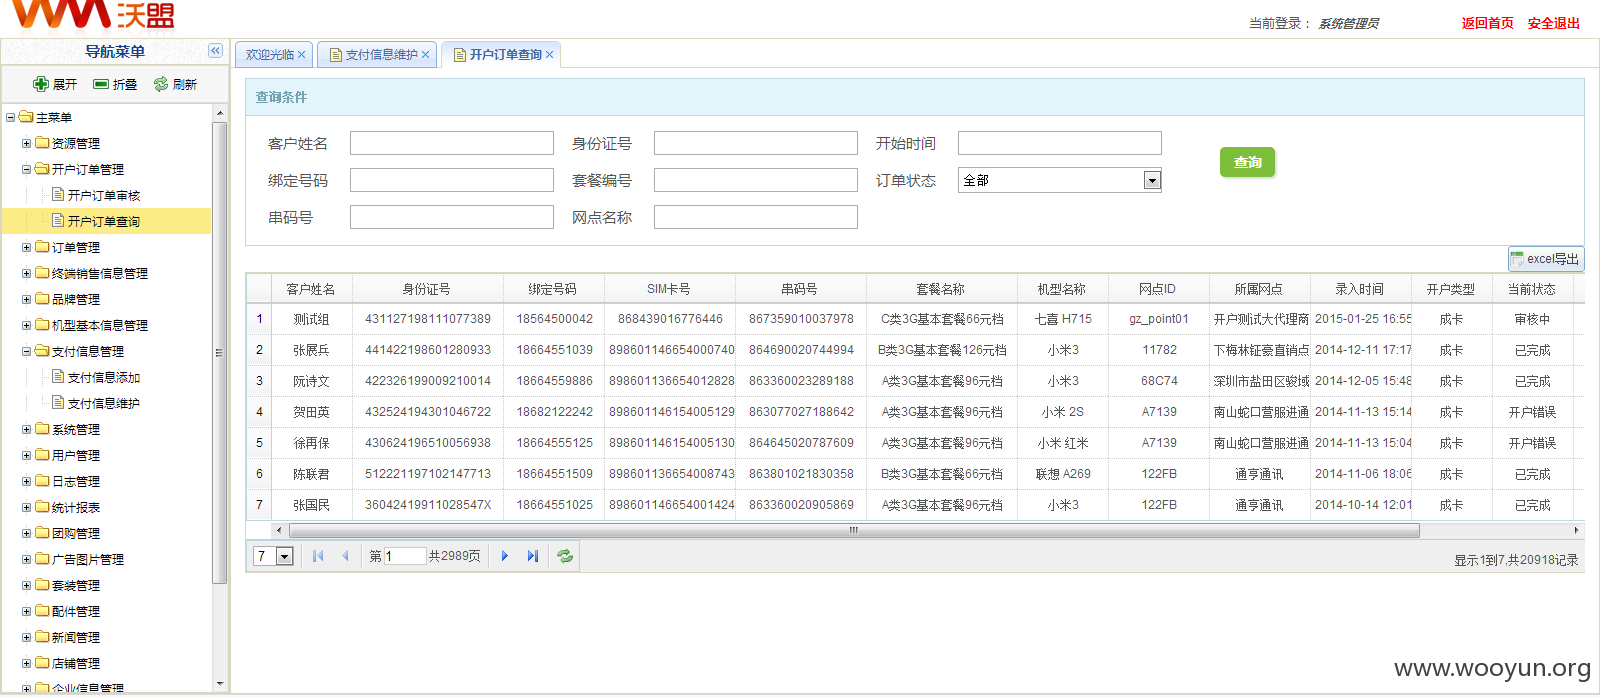 WM 沃盟
当前登录： 系统管理员 返回首页 安全退出
导航菜单
展开 折叠 刷新
主菜单
资源管理
开户订单管理
开户订单审核
开户订单查询
订单管理
终端销售信息管理
品牌管理
机型基本信息管理
支付信息管理
支付信息添加
支付信息维护
系统管理
用户管理
日志管理
统计报表
团购管理
广告图片管理
套装管理
配件管理
新闻管理
店铺管理
企业信息管理
欢迎光临 支付信息维护 开户订单查询
查询条件
客户姓名 身份证号 开始时间
绑定号码 套餐编号 订单状态 全部
串码号 网点名称
查询
excel导出
客户姓名 身份证号 绑定号码 SIM卡号 串码号 套餐名称 机型名称 网点ID 所属网点 录入时间 开户类型 当前状态
1 测试组 431127198111077389 18564500042 868439016776446 867359010037978 C类3G基本套餐66元档 七喜 H715 gz_point01 开户测试大代理商 2015-01-25 16:55 成卡 审核中
2 张展兵 441422198601280933 18664551039 898601146654000740 864690020744994 B类3G基本套餐126元档 小米3 11782 下梅林钲豪直销点 2014-12-11 17:17 成卡 已完成
3 阮诗文 422326199009210014 18664559886 898601136654012828 863360023289188 A类3G基本套餐96元档 小米3 68C74 深圳市盐田区骏域 2014-12-05 15:48 成卡 已完成
4 贺田英 432524194301046722 18682122242 898601146154005129 863077027188642 A类3G基本套餐96元档 小米 2S A7139 南山蛇口营服进通 2014-11-13 15:14 成卡 开户错误
5 徐再保 430624196510056938 18664555125 898601146154005130 864645020787609 A类3G基本套餐96元档 小米 红米 A7139 南山蛇口营服进通 2014-11-13 15:04 成卡 开户错误
6 陈联君 512221197102147713 18664551509 898601136654008743 863801021830358 B类3G基本套餐66元档 联想 A269 122FB 通亨通讯 2014-11-06 18:06 成卡 已完成
7 张国民 36042419911028547X 18664551025 898601146654001424 863360020905869 A类3G基本套餐96元档 小米3 122FB 通亨通讯 2014-10-14 12:01 成卡 已完成
7 第 1 共2989页 显示1到7,共20918记录
www.wooyun.org